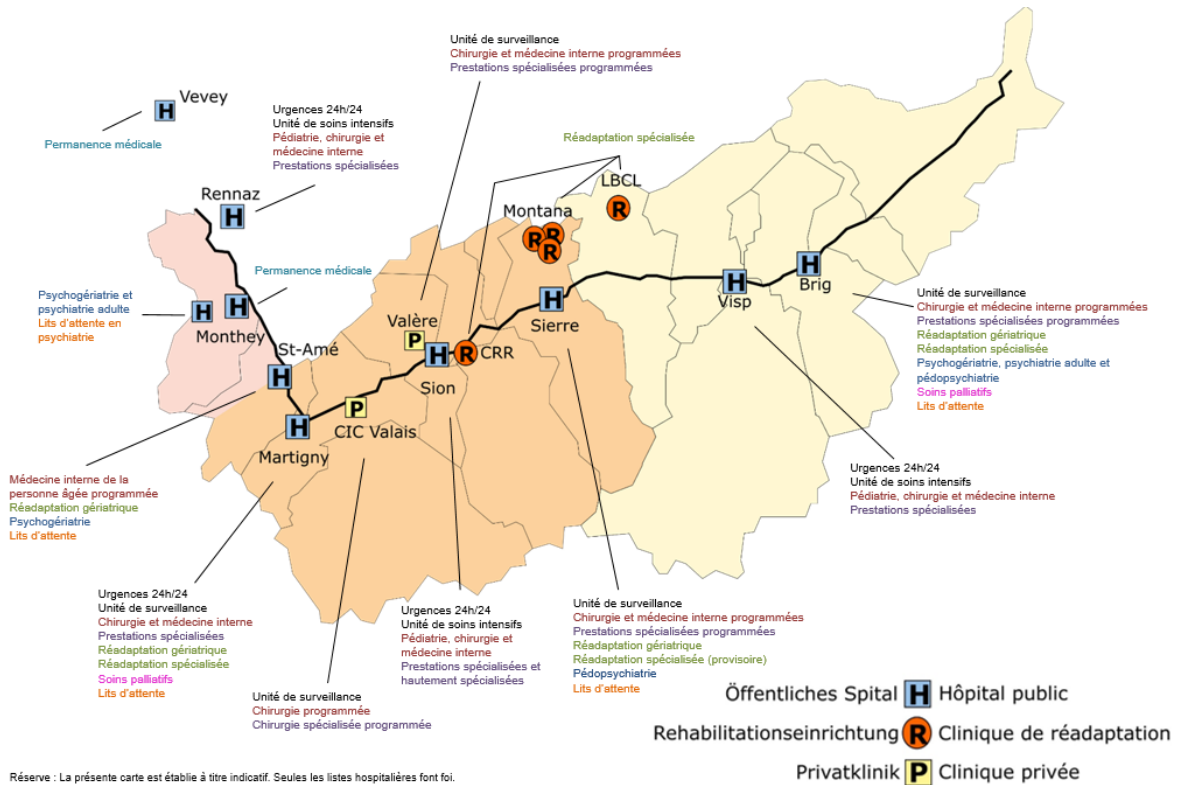 Unité de surveillance
Chirurgie et médecine interne programmées
Prestations spécialisées programmées
H
Vevey
Permanence médicale
Urgences 24h/24
Unité de soins intensifs
Pédiatrie, chirurgie et
médecine interne
Prestations spécialisées
Réadaptation spécialisée
Rennaz
H
LBCL
R
Montana
R
R
R
Permanence médicale
Psychogériatrie et
psychiatrie adulte
Lits d'attente en
psychiatrie
H
H
Monthey
Valère
P
H
Sierre
H
Visp
H
Brig
Unité de surveillance
Chirurgie et médecine interne programmées
Prestations spécialisées programmées
Réadaptation gériatrique
Réadaptation spécialisée
Psychogériatrie, psychiatrie adulte et
pédopsychiatrie
Soins palliatifs
Lits d'attente
St-Amé
H
H
Sion
R
CRR
P
CIC Valais
H
Martigny
Médecine interne de la
personne âgée programmée
Réadaptation gériatrique
Psychogériatrie
Lits d'attente
Urgences 24h/24
Unité de soins intensifs
Pédiatrie, chirurgie et médecine interne
Prestations spécialisées
Urgences 24h/24
Unité de surveillance
Chirurgie et médecine interne
Prestations spécialisées
Réadaptation gériatrique
Réadaptation spécialisée
Soins palliatifs
Lits d'attente
Unité de surveillance
Chirurgie programmée
Chirurgie spécialisée programmée
Urgences 24h/24
Unité de soins intensifs
Pédiatrie, chirurgie et
médecine interne
Prestations spécialisées et
hautement spécialisées
Unité de surveillance
Chirurgie et médecine interne programmées
Prestations spécialisées programmées
Réadaptation gériatrique
Réadaptation spécialisée (provisoire)
Pédopsychiatrie
Lits d'attente
Öffentliches Spital H Hôpital public
Rehabilitationseinrichtung R Clinique de réadaptation
Privatklinik P Clinique privée
Réserve : La présente carte est établie à titre indicatif. Seules les listes hospitalières font foi.